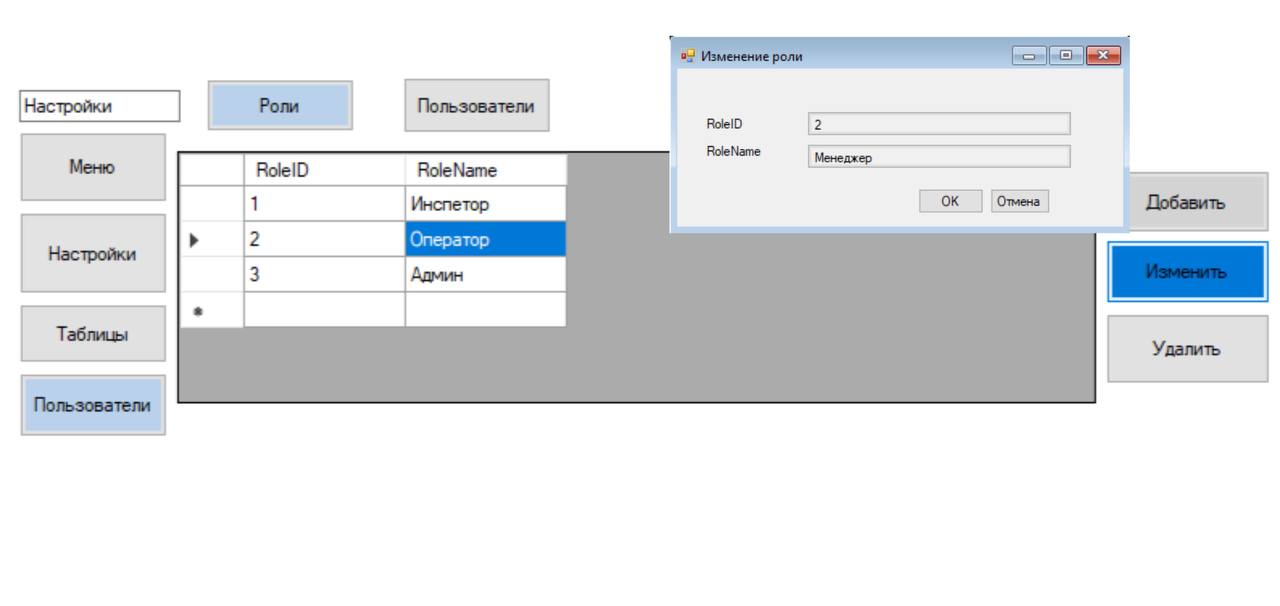 Изменение роли
Настройки
Роли
Пользователи
RoleID
2
RoleName
Менеджер
OK
Отмена
Меню
Настройки
Таблицы
Пользователи
RoleID RoleName
1 Инспетор
2 Оператор
3 Админ
*
Добавить
Изменить
Удалить